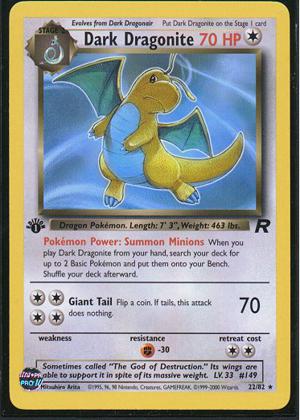 Evolves from Dark Dragonair Put Dark Dragonite on the Stage 1 card
STAGE 2 Dark Dragonite 70 HP
Dragon Pokémon. Length: 7' 3", Weight: 463 lbs.
Pokémon Power: Summon Minions When you
play Dark Dragonite from your hand, search your deck for
up to 2 Basic Pokémon and put them onto your Bench.
Shuffle your deck afterward.
Giant Tail Flip a coin. If tails, this attack
does nothing.
70
weakness resistance retreat cost
-30
Sometimes called "The God of Destruction." Its wings are
able to support it in spite of its massive weight. LV. 33 #149
Mitsuhiro Arita ©1995, 96, 98 Nintendo, Creatures, GAMEFREAK. ©1999-2000 Wizards. 22/82 ★